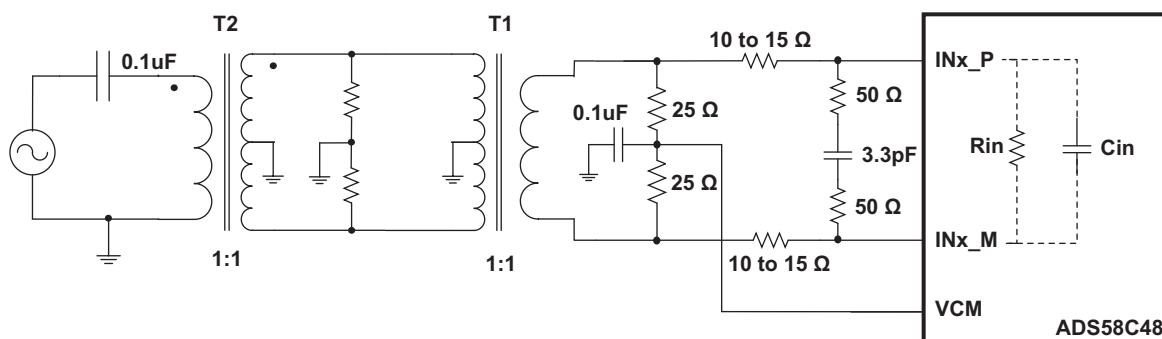 T2
T1
0.1uF
1:1
1:1
0.1uF
25 Ω
25 Ω
10 to 15 Ω
10 to 15 Ω
50 Ω
3.3pF
50 Ω
INx_P
Rin
Cin
INx_M
VCM
ADS58C48